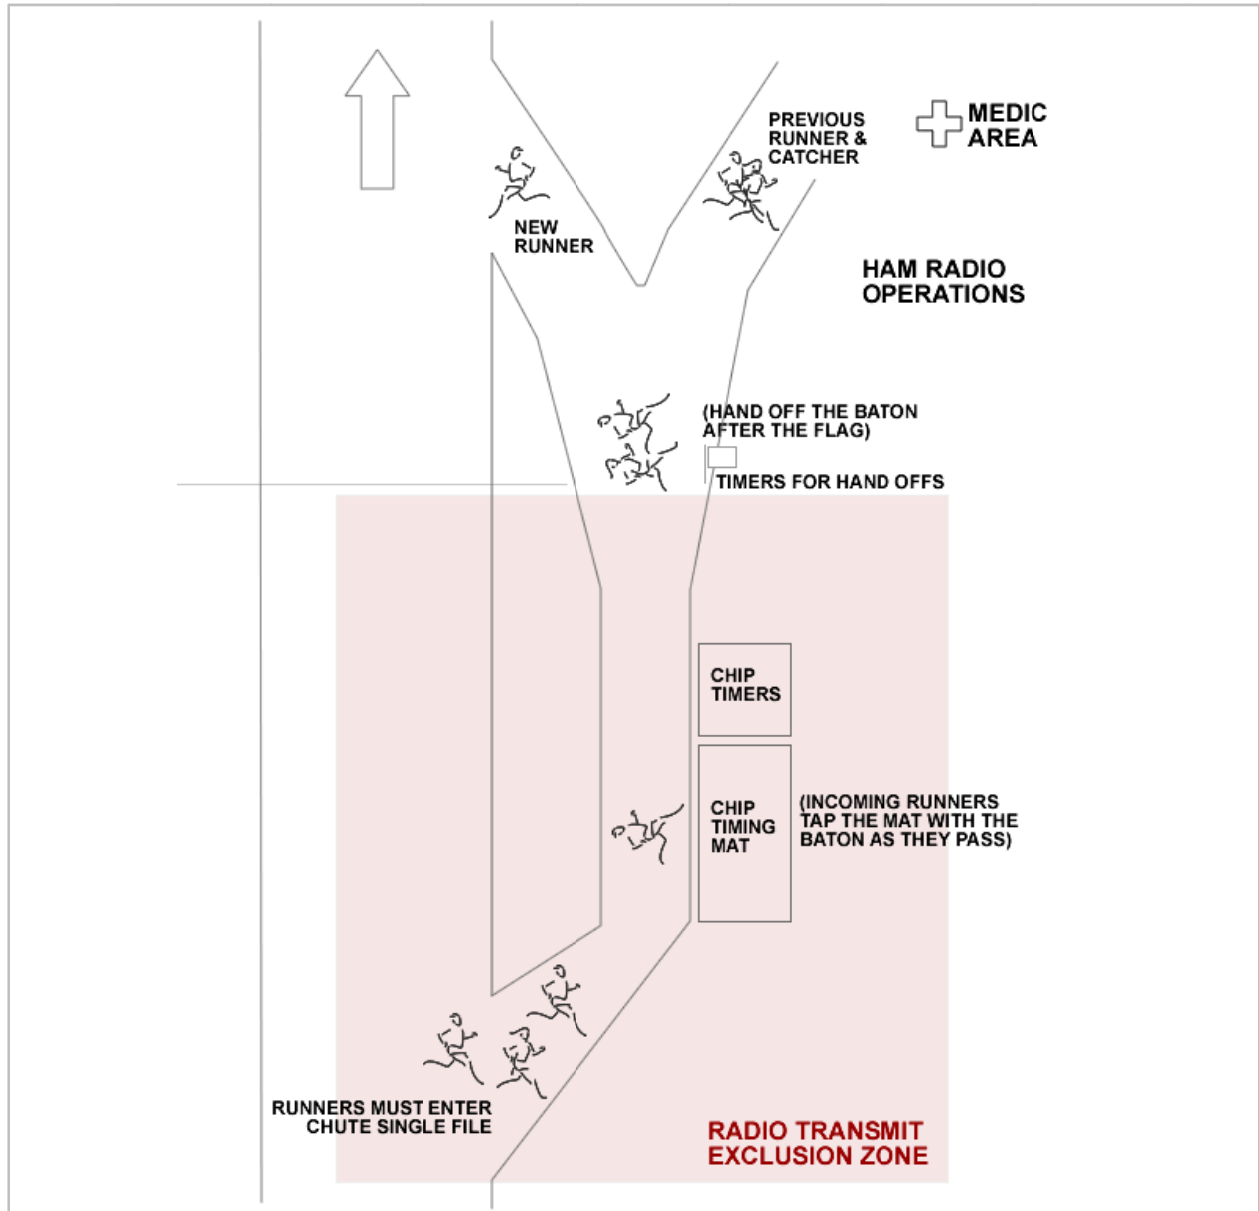 PREVIOUS
RUNNER &
CATCHER
MEDIC
AREA
NEW
RUNNER
HAM RADIO
OPERATIONS
(HAND OFF THE BATON
AFTER THE FLAG)
TIMERS FOR HAND OFFS
CHIP
TIMERS
CHIP
TIMING
MAT
(INCOMING RUNNERS
TAP THE MAT WITH THE
BATON AS THEY PASS)
RUNNERS MUST ENTER
CHUTE SINGLE FILE
RADIO TRANSMIT
EXCLUSION ZONE